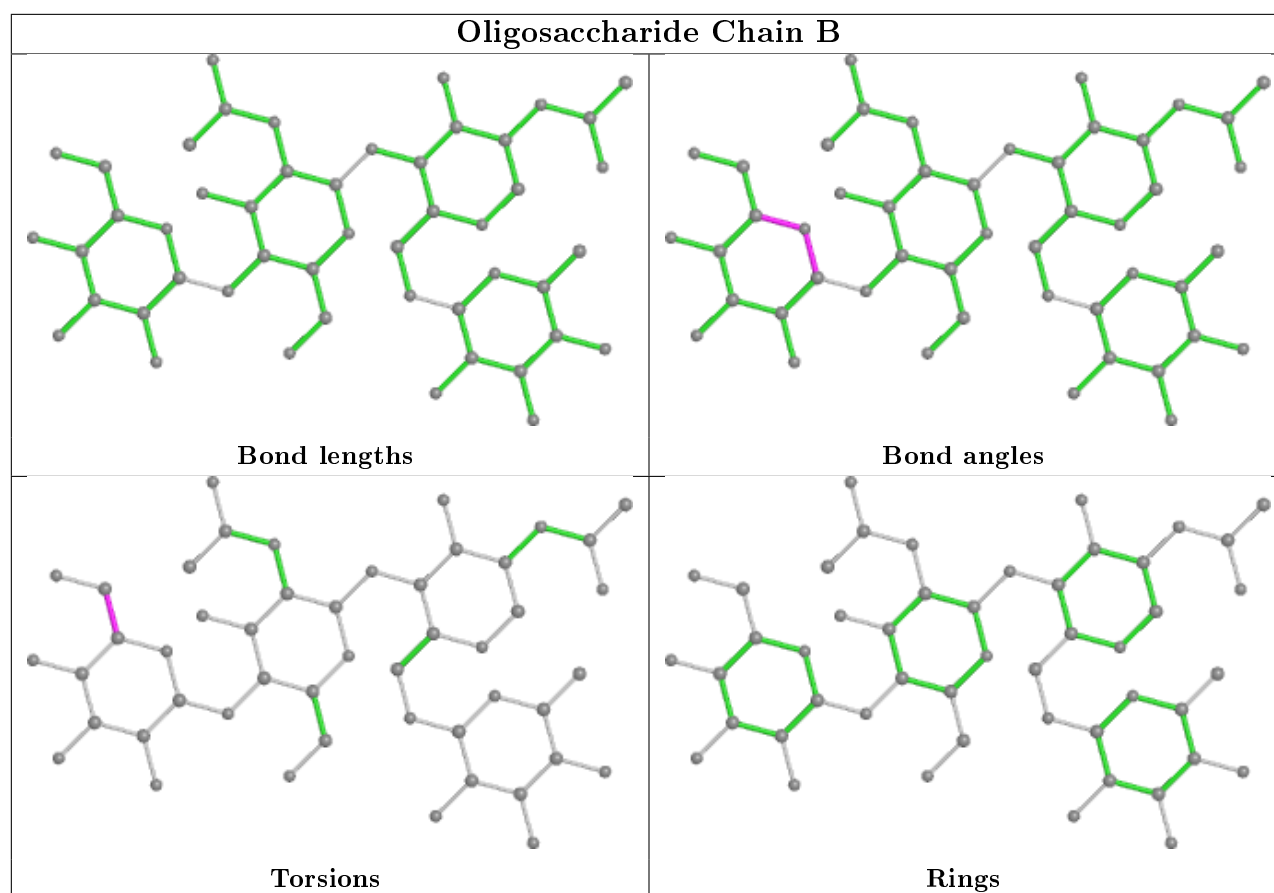 Oligosaccharide Chain B
Bond lengths
Bond angles
Torsions
Rings